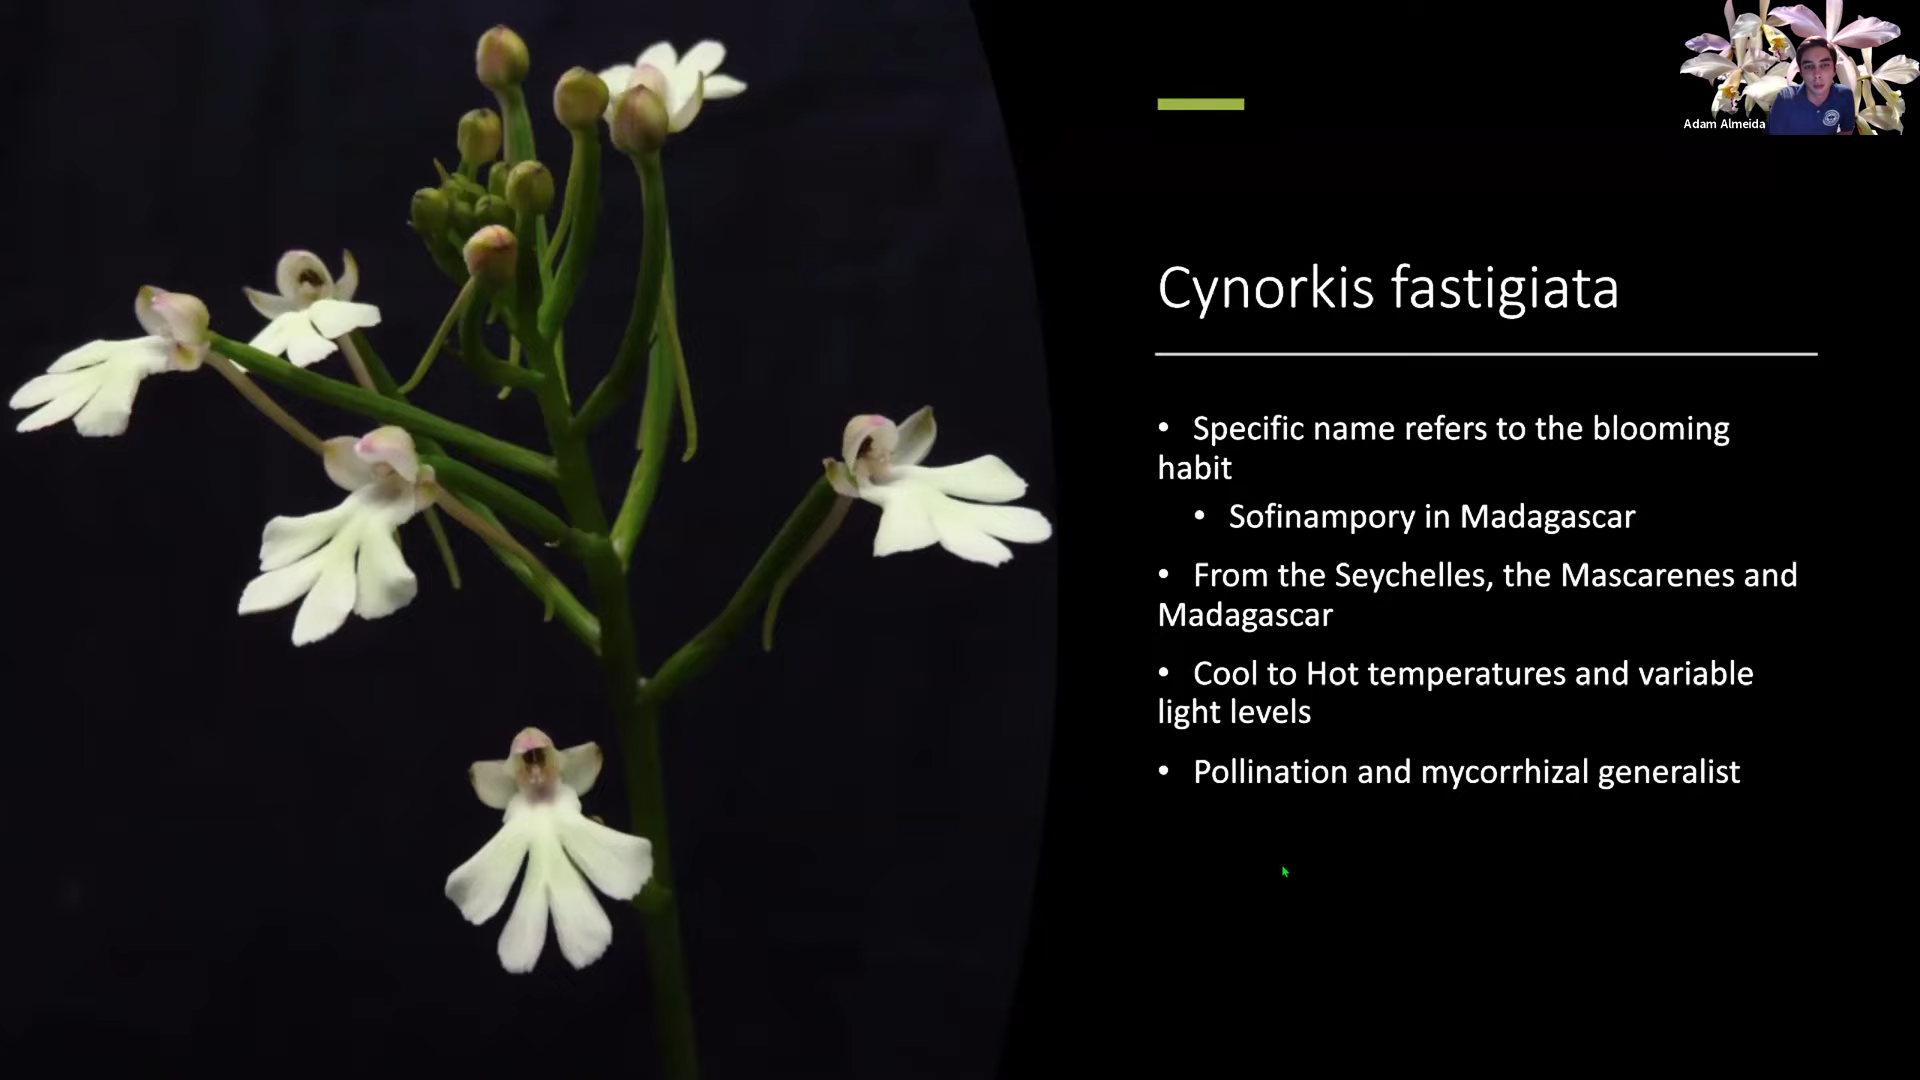 Adam Almeida
Cynorkis fastigiata
• Specific name refers to the blooming
habit
• Sofinampory in Madagascar
• From the Seychelles, the Mascarenes and
Madagascar
• Cool to Hot temperatures and variable
light levels
• Pollination and mycorrhizal generalist